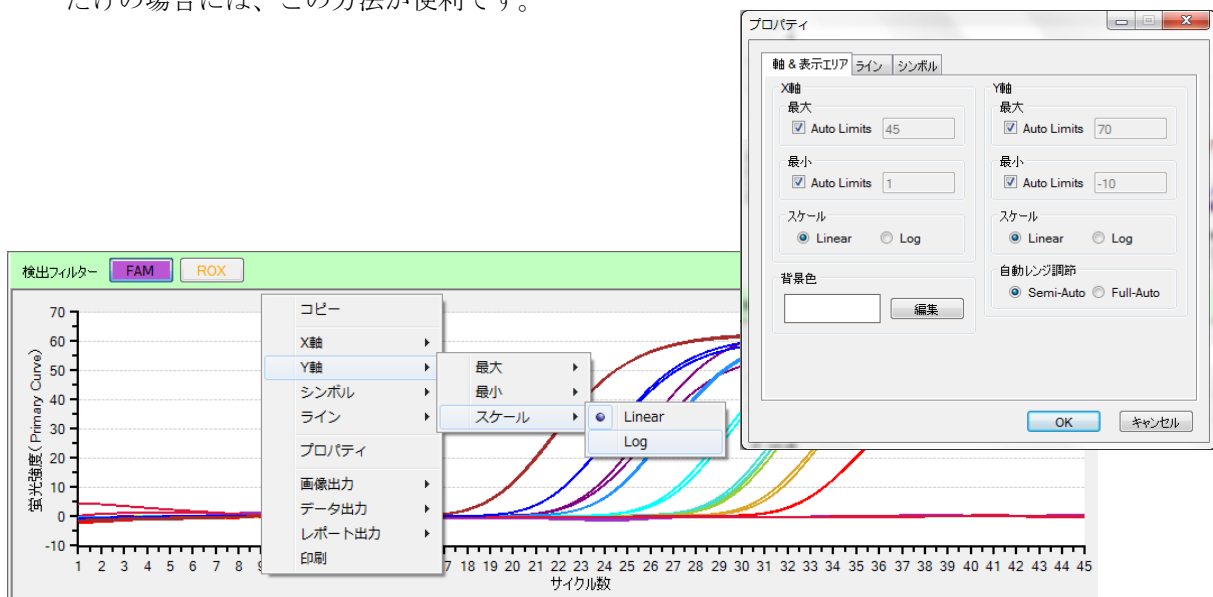 だけの場合には、この方法が便利です。
プロパティ
軸 & 表示エリア ライン シンボル
X軸
最大
Auto Limits 45
最小
Auto Limits 1
スケール
Linear Log
背景色
編集
Y軸
最大
Auto Limits 70
最小
Auto Limits -10
スケール
Linear Log
自動レンジ調節
Semi-Auto Full-Auto
OK キャンセル
検出フィルター FAM ROX
コピー
X軸
Y軸
シンボル
ライン
プロパティ
画像出力
データ出力
レポート出力
印刷
最大
最小
スケール
Linear
Log
蛍光強度(Primary Curve)
70
60
50
40
30
20
10
0
-10
1 2 3 4 5 6 7 8 9 7 18 19 20 21 22 23 24 25 26 27 28 29 30 31 32 33 34 35 36 37 38 39 40 41 42 43 44 45
サイクル数